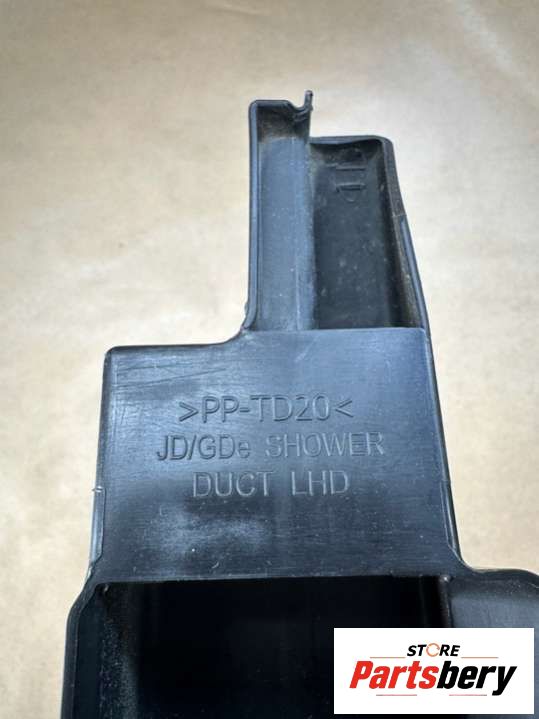 >PP-TD20<
JD/GDe SHOWER
DUCT LHD
STORE
Partsbery